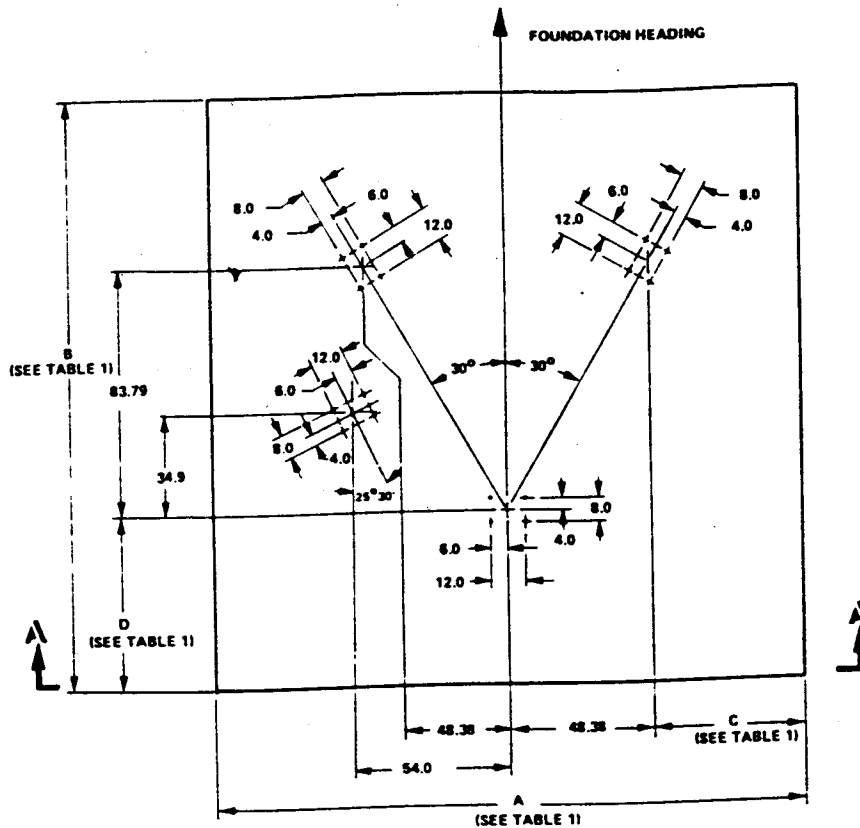 FOUNDATION HEADING
8.0
6.0
4.0
12.0
6.0
8.0
12.0
4.0
B
(SEE TABLE 1)
83.79
12.0
6.0
30° 30°
8.0
4.0
34.9
25°30'
8.0
6.0
4.0
12.0
D
(SEE TABLE 1)
A
A
48.38
48.38
C
(SEE TABLE 1)
54.0
A
(SEE TABLE 1)